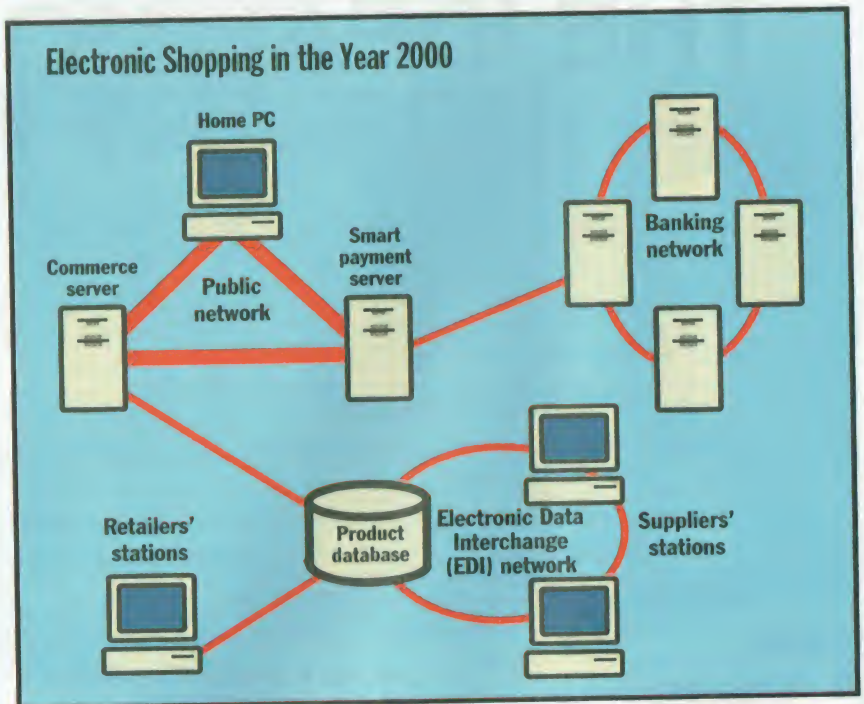 Electronic Shopping in the Year 2000
Home PC
Commerce
server
Public
network
Smart
payment
server
Banking
network
Retailers'
stations
Product
database
Electronic Data
Interchange
(EDI) network
Suppliers'
stations